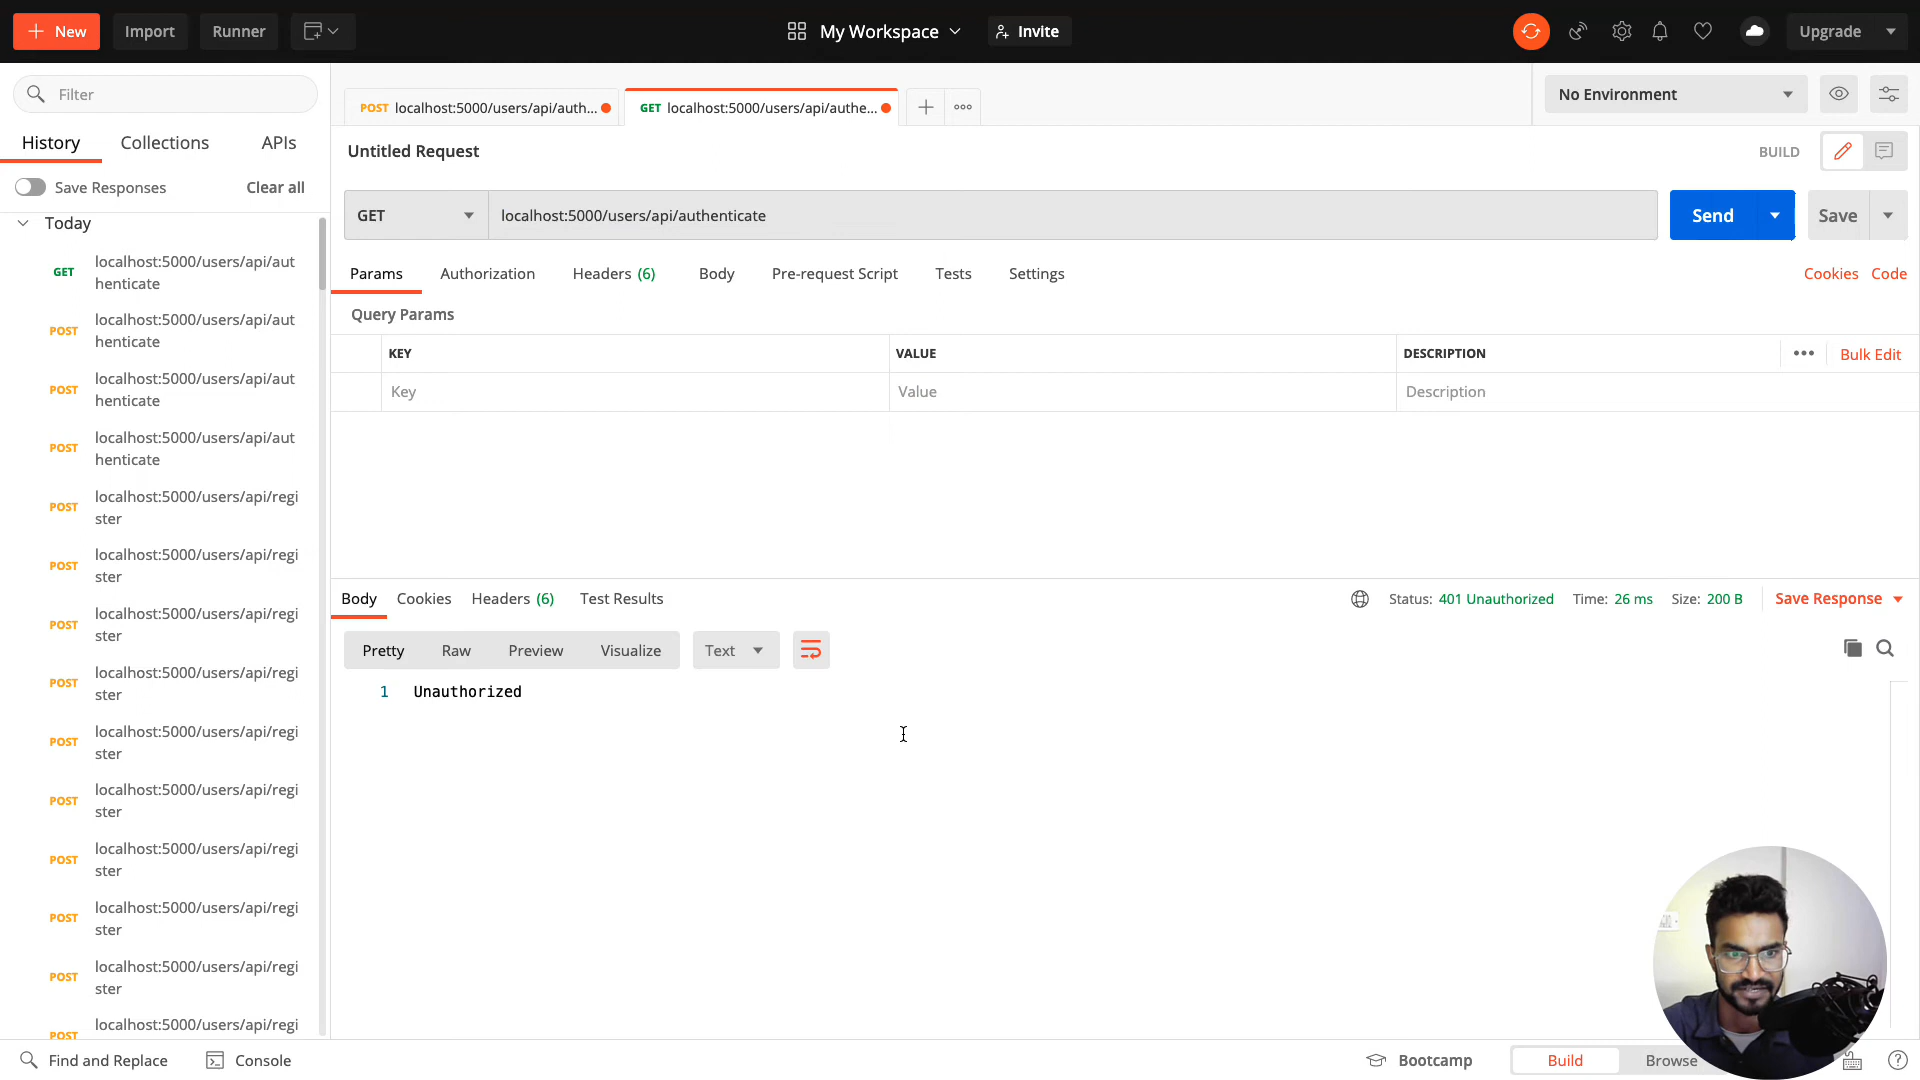 New
Import
Runner
My Workspace
Invite
Upgrade
Filter
History
Collections
APIs
Save Responses
Clear all
Today
GET
localhost:5000/users/api/aut
henticate
POST
localhost:5000/users/api/aut
henticate
POST
localhost:5000/users/api/aut
henticate
POST
localhost:5000/users/api/aut
henticate
POST
localhost:5000/users/api/regi
ster
POST
localhost:5000/users/api/regi
ster
POST
localhost:5000/users/api/regi
ster
POST
localhost:5000/users/api/regi
ster
POST
localhost:5000/users/api/regi
ster
POST
localhost:5000/users/api/regi
ster
POST
localhost:5000/users/api/regi
ster
POST
localhost:5000/users/api/regi
ster
POST
localhost:5000/users/api/regi
ster
POST
localhost:5000/users/api/regi
POST localhost:5000/users/api/auth...
GET localhost:5000/users/api/authe...
No Environment
Untitled Request
BUILD
GET
localhost:5000/users/api/authenticate
Send
Save
Params
Authorization
Headers (6)
Body
Pre-request Script
Tests
Settings
Cookies
Code
Query Params
KEY
VALUE
DESCRIPTION
Bulk Edit
Key
Value
Description
Body
Cookies
Headers (6)
Test Results
Status: 401 Unauthorized
Time: 26 ms
Size: 200 B
Save Response
Pretty
Raw
Preview
Visualize
Text
1 Unauthorized
Find and Replace
Console
Bootcamp
Build
Browse